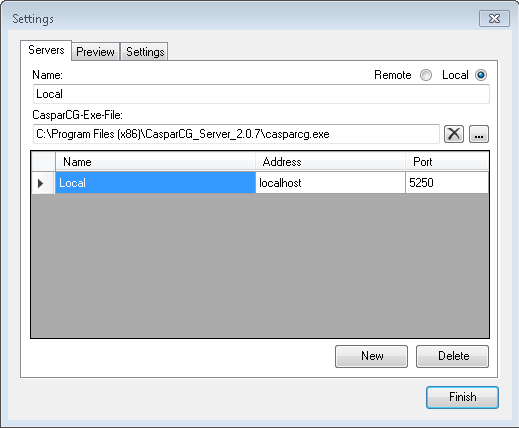 Settings
Servers Preview Settings
Name: Remote Local
Local
CasparCG-Exe-File:
C:\Program Files (x86)\CasparCG_Server_2.0.7\casparcg.exe ...
Name Address Port
Local localhost 5250
New Delete
Finish